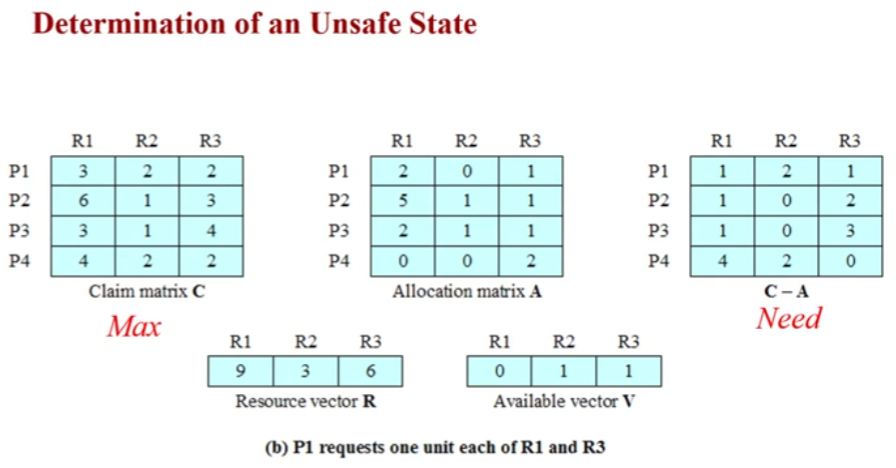 Determination of an Unsafe State
R1 R2 R3 R1 R2 R3 R1 R2 R3
P1 3 2 2 P1 2 0 1 P1 1 2 1
P2 6 1 3 P2 5 1 1 P2 1 0 2
P3 3 1 4 P3 2 1 1 P3 1 0 3
P4 4 2 2 P4 0 0 2 P4 4 2 0
Claim matrix C Allocation matrix A C – A
Max Need
R1 R2 R3 R1 R2 R3
9 3 6 0 1 1
Resource vector R Available vector V
(b) P1 requests one unit each of R1 and R3